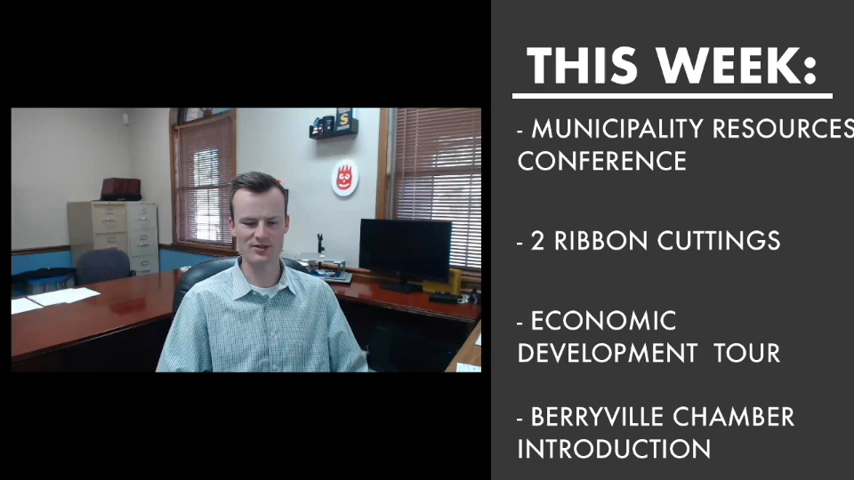 THIS WEEK:
- MUNICIPALITY RESOURCES
CONFERENCE
- 2 RIBBON CUTTINGS
- ECONOMIC
DEVELOPMENT TOUR
- BERRYVILLE CHAMBER
INTRODUCTION